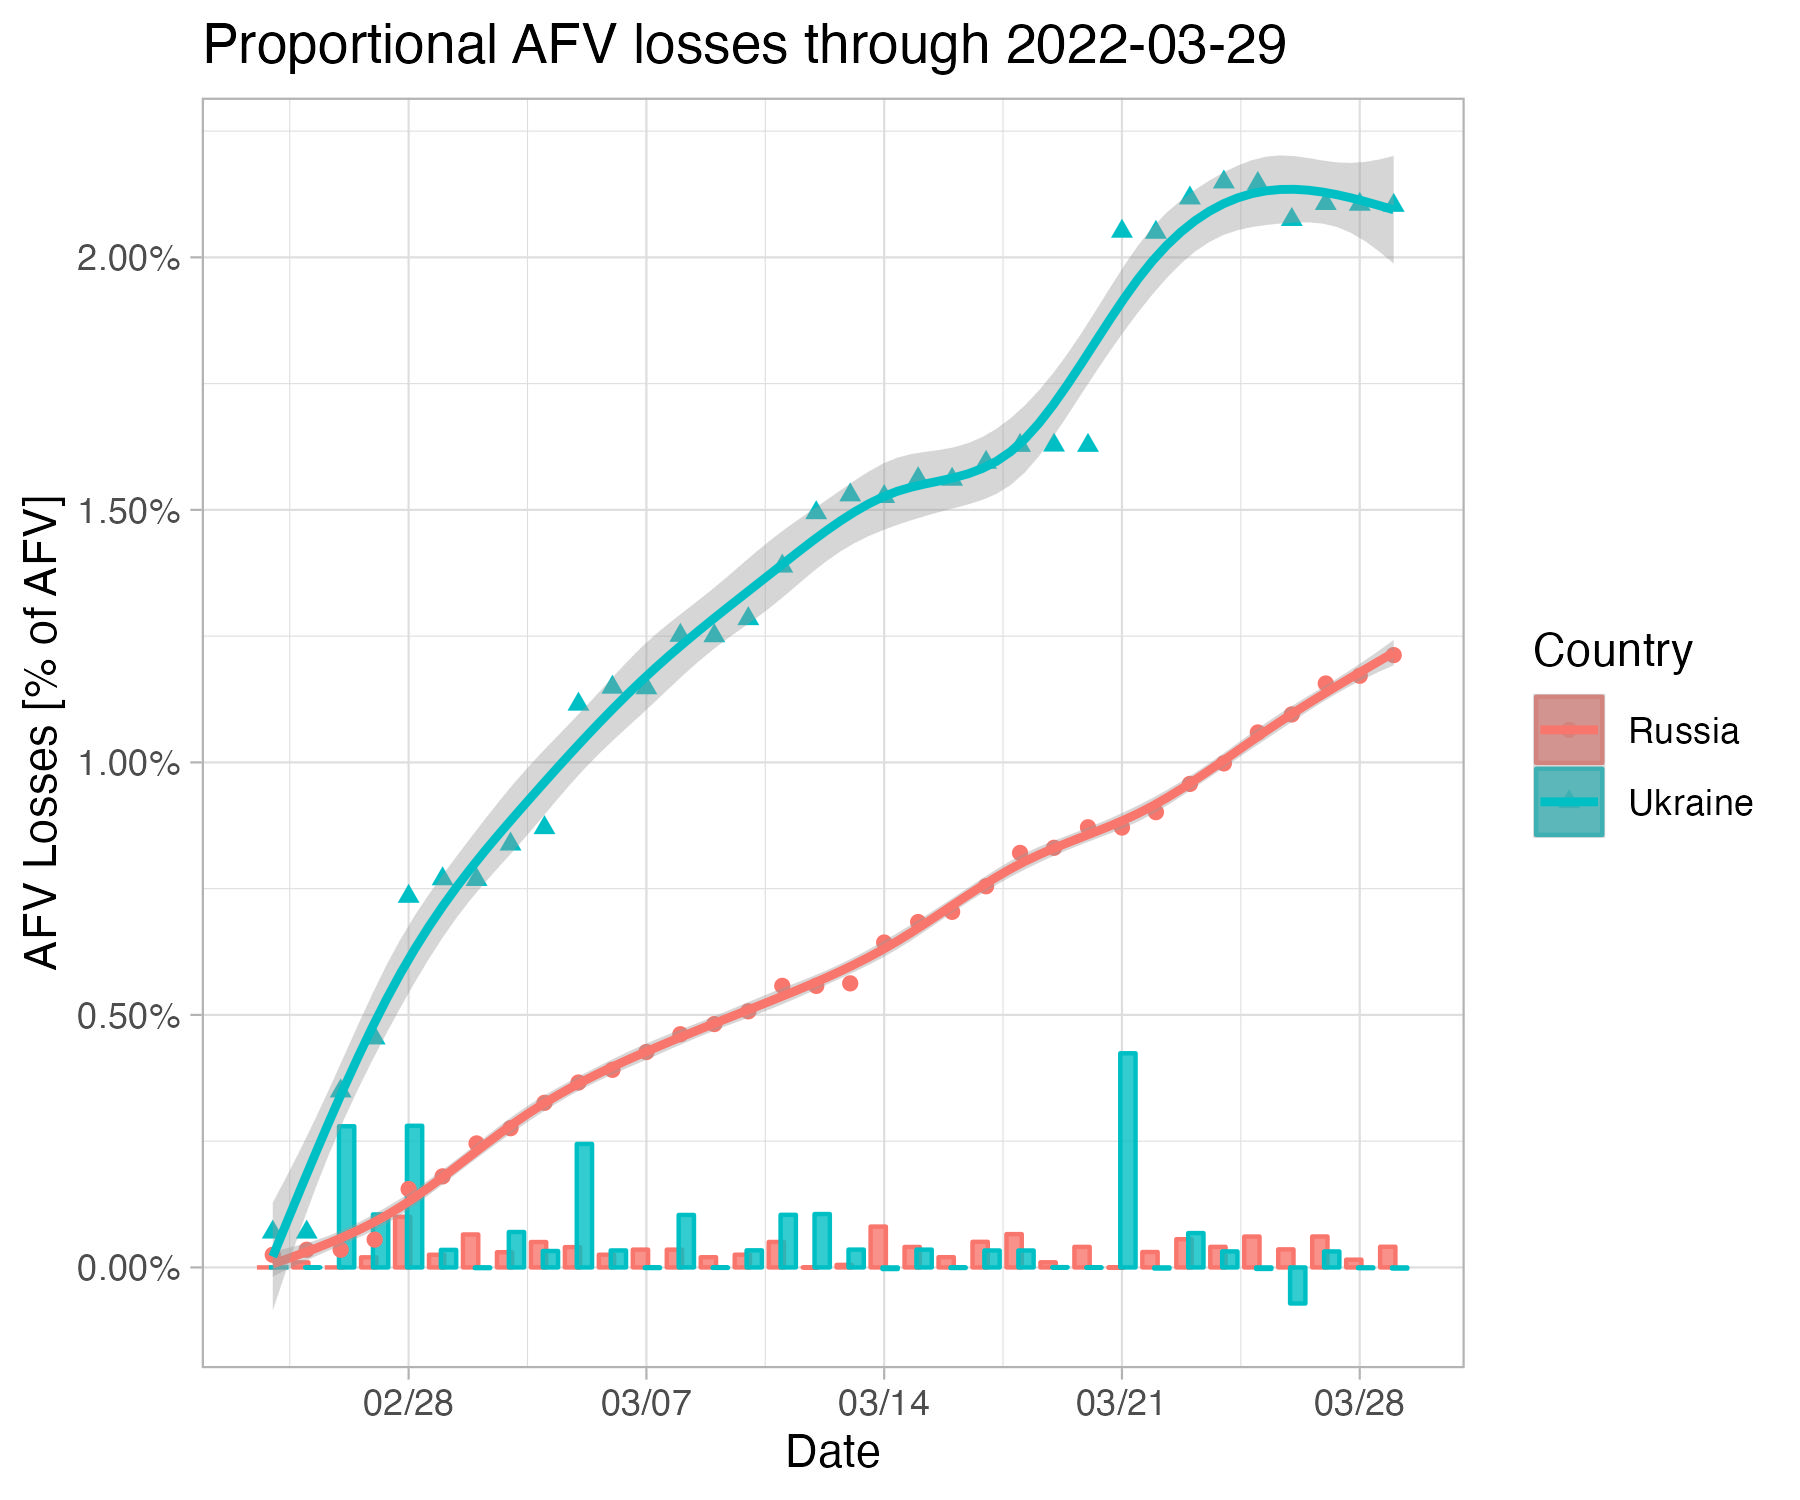 Proportional AFV losses through 2022-03-29
AFV Losses [% of AFV]
2.00%
1.50%
1.00%
0.50%
0.00%
02/28 03/07 03/14 03/21 03/28
Date
Country
Russia
Ukraine